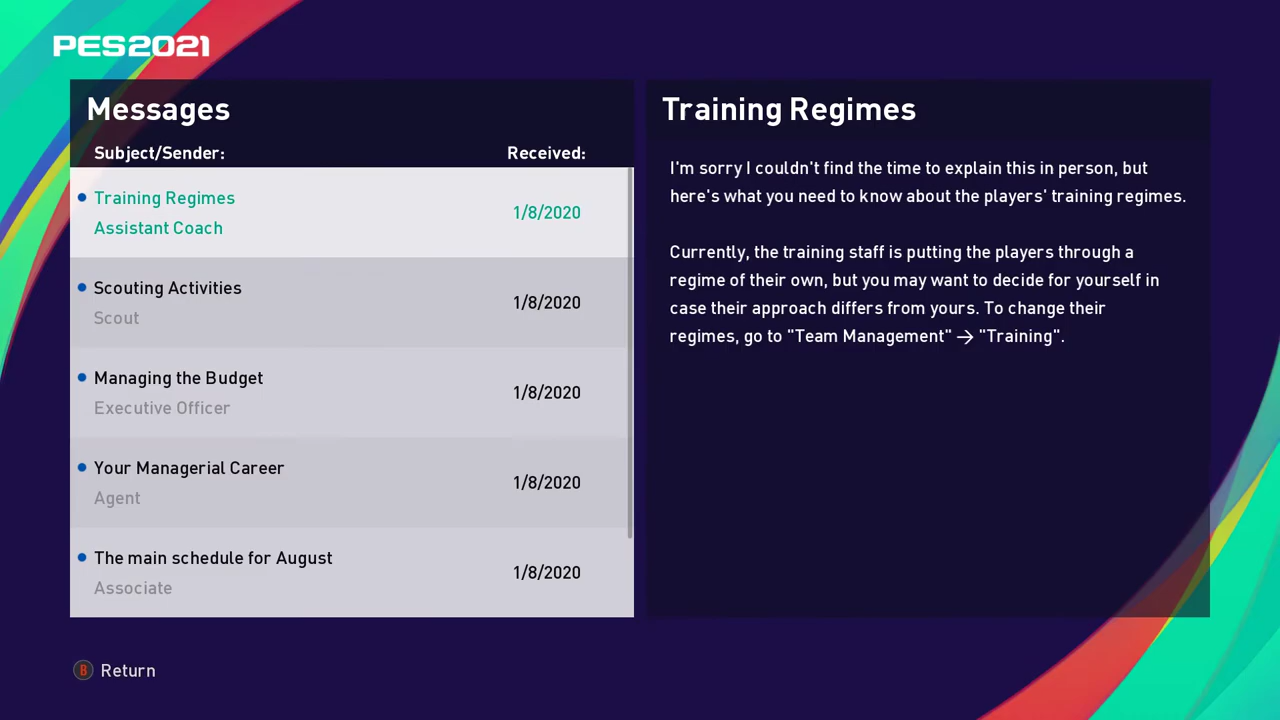 PES2021
Messages
Subject/Sender:
Received:
Training Regimes
Assistant Coach
1/8/2020
Scouting Activities
Scout
1/8/2020
Managing the Budget
Executive Officer
1/8/2020
Your Managerial Career
Agent
1/8/2020
The main schedule for August
Associate
1/8/2020
Training Regimes
I'm sorry I couldn't find the time to explain this in person, but
here's what you need to know about the players' training regimes.
Currently, the training staff is putting the players through a
regime of their own, but you may want to decide for yourself in
case their approach differs from yours. To change their
regimes, go to "Team Management" → "Training".
B Return